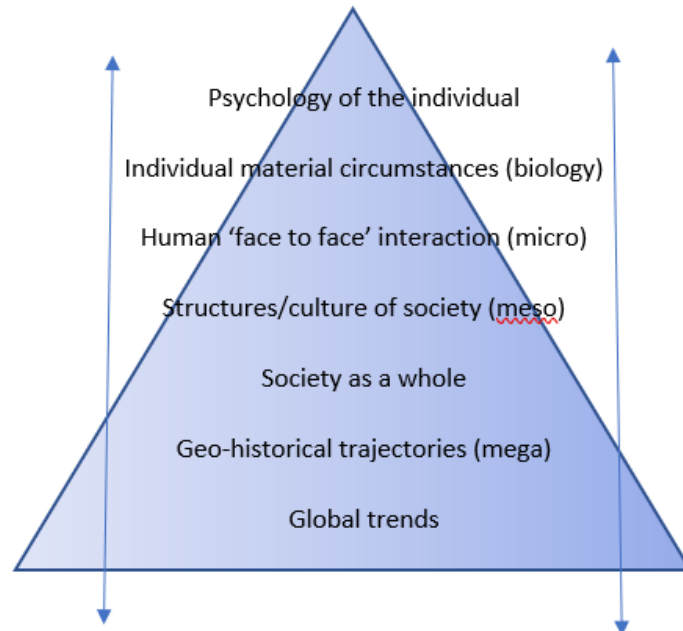 Psychology of the individual
Individual material circumstances (biology)
Human ‘face to face’ interaction (micro)
Structures/culture of society (meso)
Society as a whole
Geo-historical trajectories (mega)
Global trends